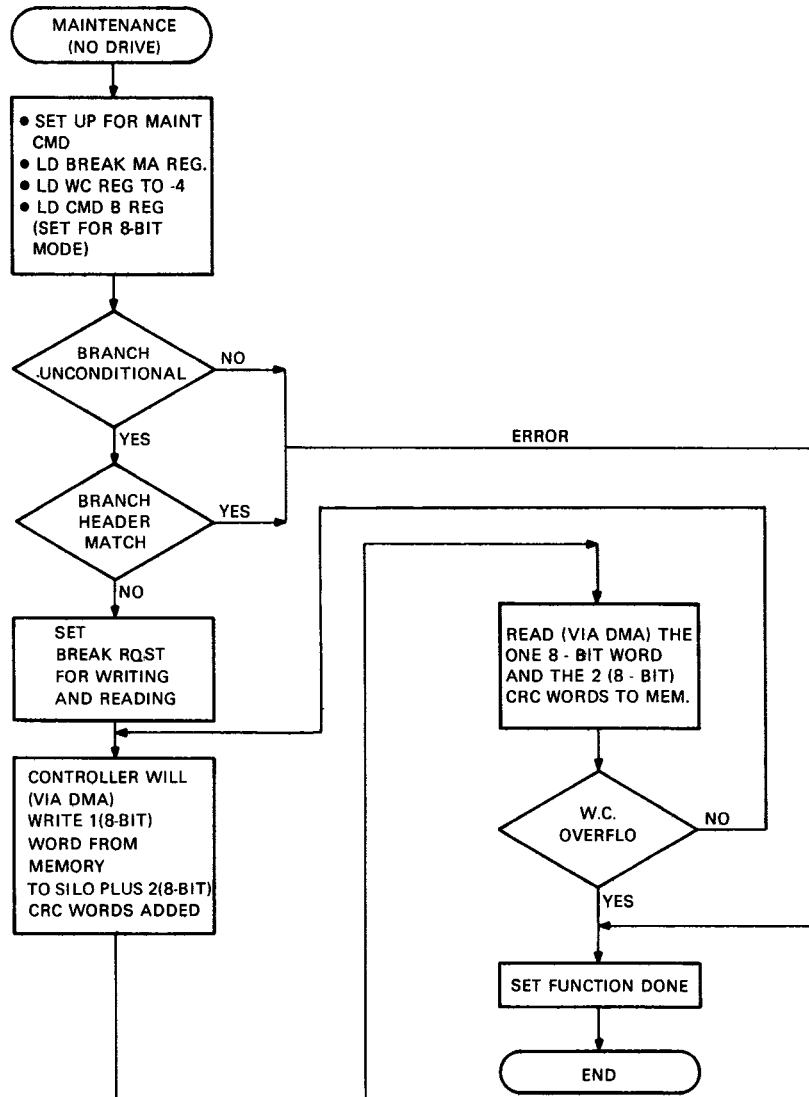 MAINTENANCE
(NO DRIVE)
• SET UP FOR MAINT
CMD
• LD BREAK MA REG.
• LD WC REG TO -4
• LD CMD B REG
(SET FOR 8-BIT
MODE)
BRANCH
UNCONDITIONAL
NO
YES
ERROR
BRANCH
HEADER
MATCH
YES
NO
SET
BREAK RQST
FOR WRITING
AND READING
CONTROLLER WILL
(VIA DMA)
WRITE 1(8-BIT)
WORD FROM
MEMORY
TO SILO PLUS 2(8-BIT)
CRC WORDS ADDED
READ (VIA DMA) THE
ONE 8 - BIT WORD
AND THE 2 (8 - BIT)
CRC WORDS TO MEM.
W.C.
OVERFLO
NO
YES
SET FUNCTION DONE
END